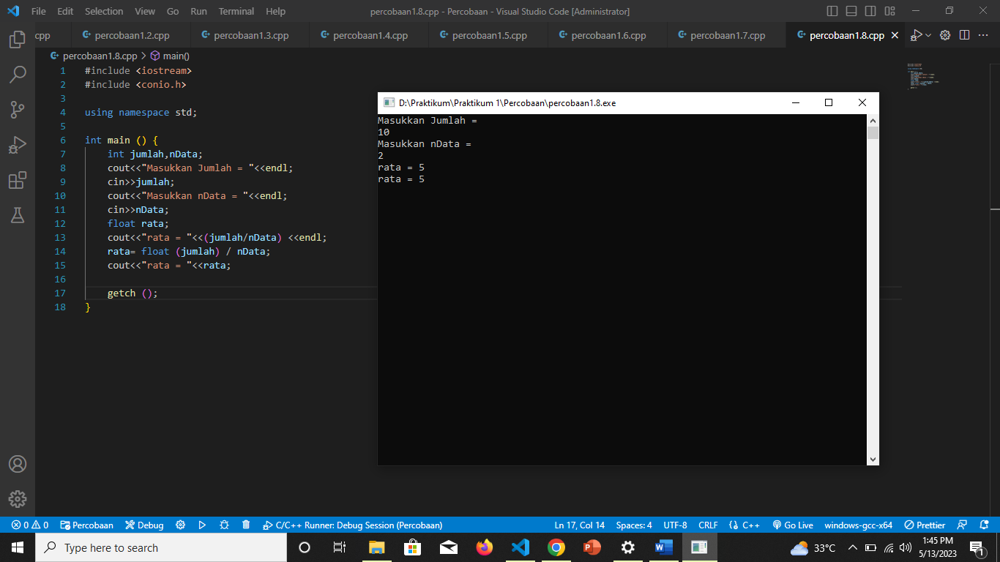 File Edit Selection View Go Run Terminal Help percobaan1.8.cpp - Percobaan - Visual Studio Code [Administrator]
cpp percobaan1.2.cpp percobaan1.3.cpp percobaan1.4.cpp percobaan1.5.cpp percobaan1.6.cpp percobaan1.7.cpp percobaan1.8.cpp
percobaan1.8.cpp > main()
1 #include <iostream>
2 #include <conio.h>
3
4 using namespace std;
5
6 int main () {
7 int jumlah,nData;
8 cout<<"Masukkan Jumlah = "<<endl;
9 cin>>jumlah;
10 cout<<"Masukkan nData = "<<endl;
11 cin>>nData;
12 float rata;
13 cout<<"rata = "<<(jumlah/nData) <<endl;
14 rata= float (jumlah) / nData;
15 cout<<"rata = "<<rata;
16
17 getch ();
18 }
D:\Praktikum\Praktikum 1\Percobaan\percobaan1.8.exe
Masukkan Jumlah =
10
Masukkan nData =
2
rata = 5
rata = 5
0 0 Percobaan Debug C/C++ Runner: Debug Session (Percobaan) Ln 17, Col 14 Spaces: 4 UTF-8 CRLF {} C++ Go Live windows-gcc-x64 Prettier
Type here to search 33°C 1:45 PM
5/13/2023 1